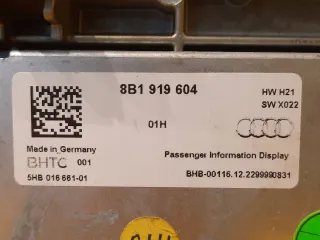 8B1 919 604
HW H21
SW X022
01H
Made in Germany
BHTC 001
Passenger Information Display
5HB 016 661-01
BHB-00116.12.2299990831